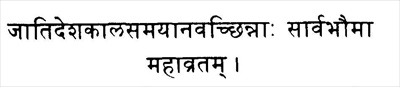 जातिदेशकालसमयानवच्छिन्नाः सार्वभौमा
महाव्रतम् ।